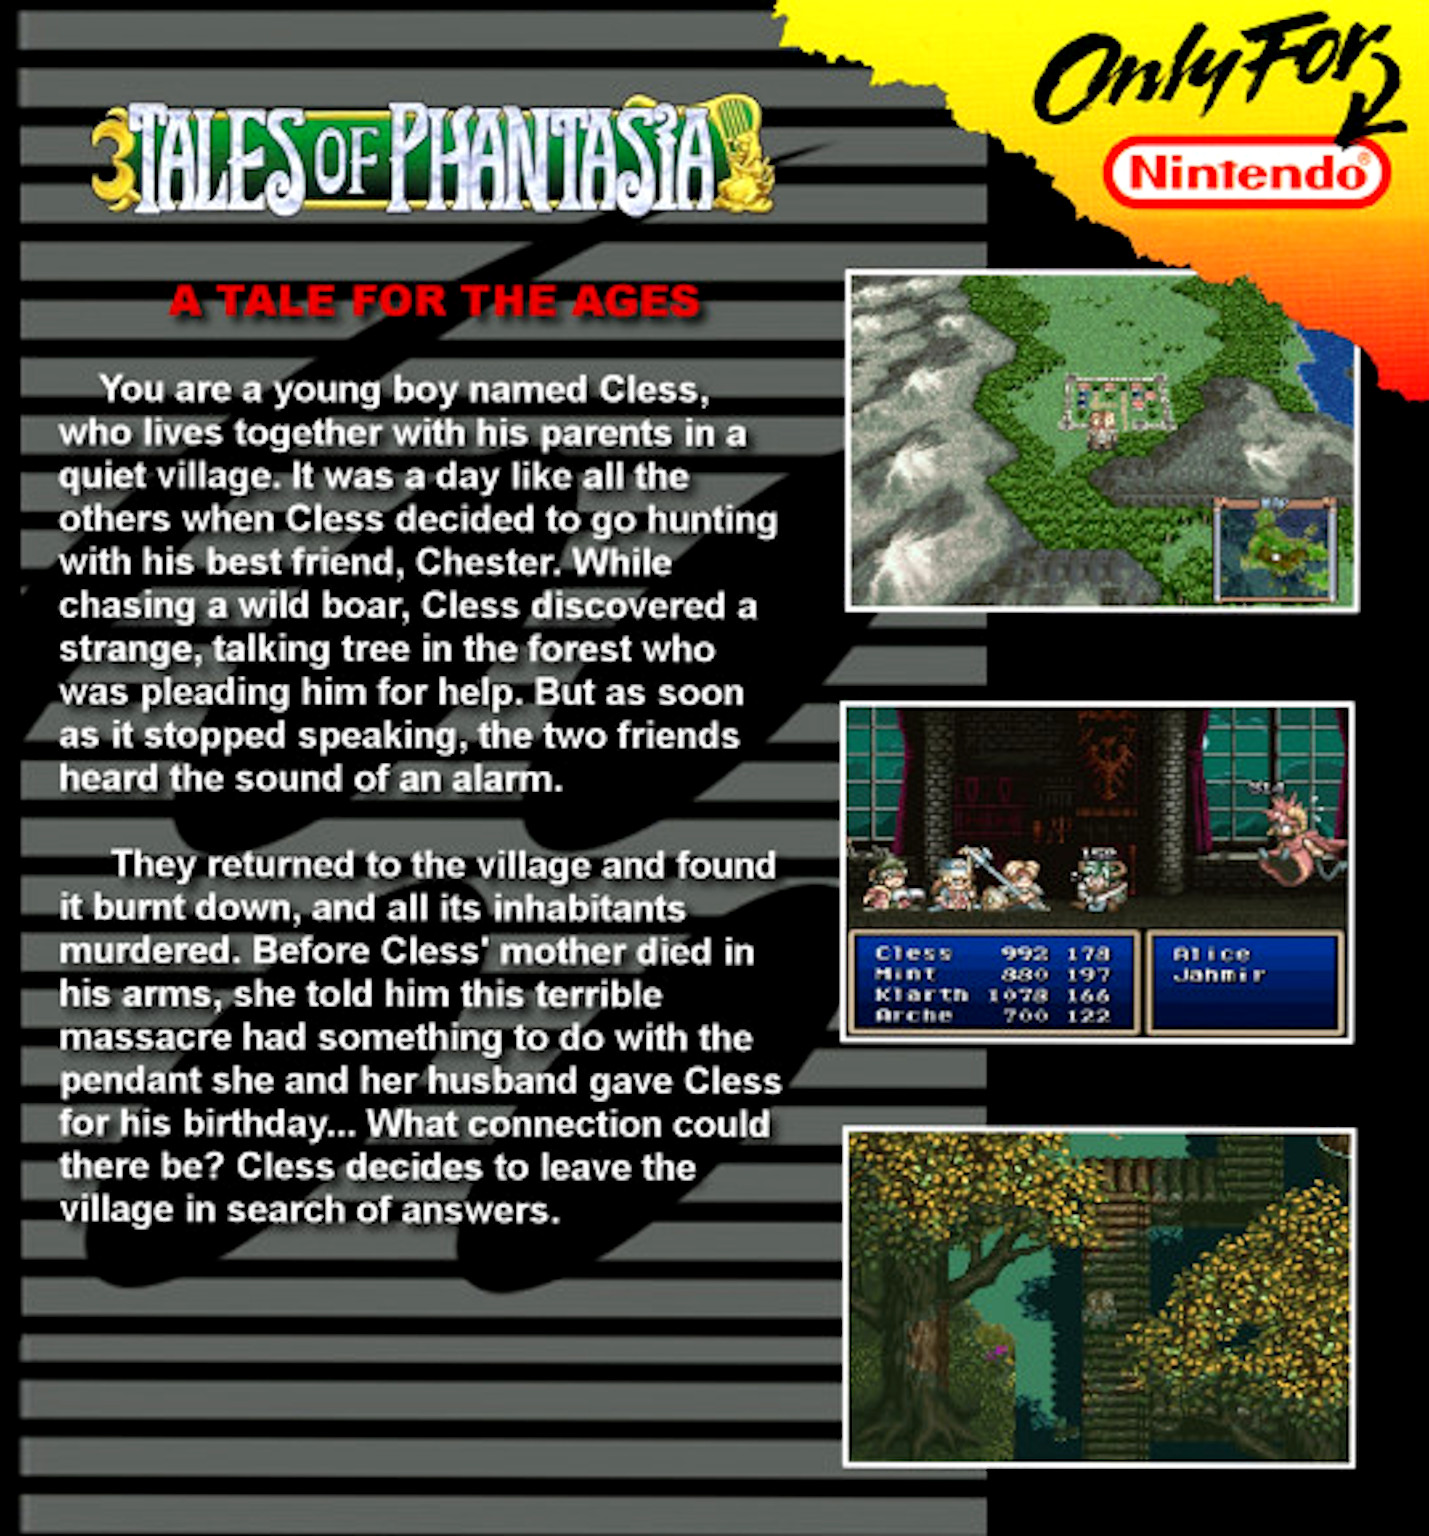 Only For
Nintendo®
TALES OF PHANTASIA
A TALE FOR THE AGES
You are a young boy named Cless,
who lives together with his parents in a
quiet village. It was a day like all the
others when Cless decided to go hunting
with his best friend, Chester. While
chasing a wild boar, Cless discovered a
strange, talking tree in the forest who
was pleading him for help. But as soon
as it stopped speaking, the two friends
heard the sound of an alarm.
They returned to the village and found
it burnt down, and all its inhabitants
murdered. Before Cless' mother died in
his arms, she told him this terrible
massacre had something to do with the
pendant she and her husband gave Cless
for his birthday... What connection could
there be? Cless decides to leave the
village in search of answers.
MAP
Cless 992 178
Mint 880 197
Klarth 1078 166
Arche 700 122
Alice
Jahmir